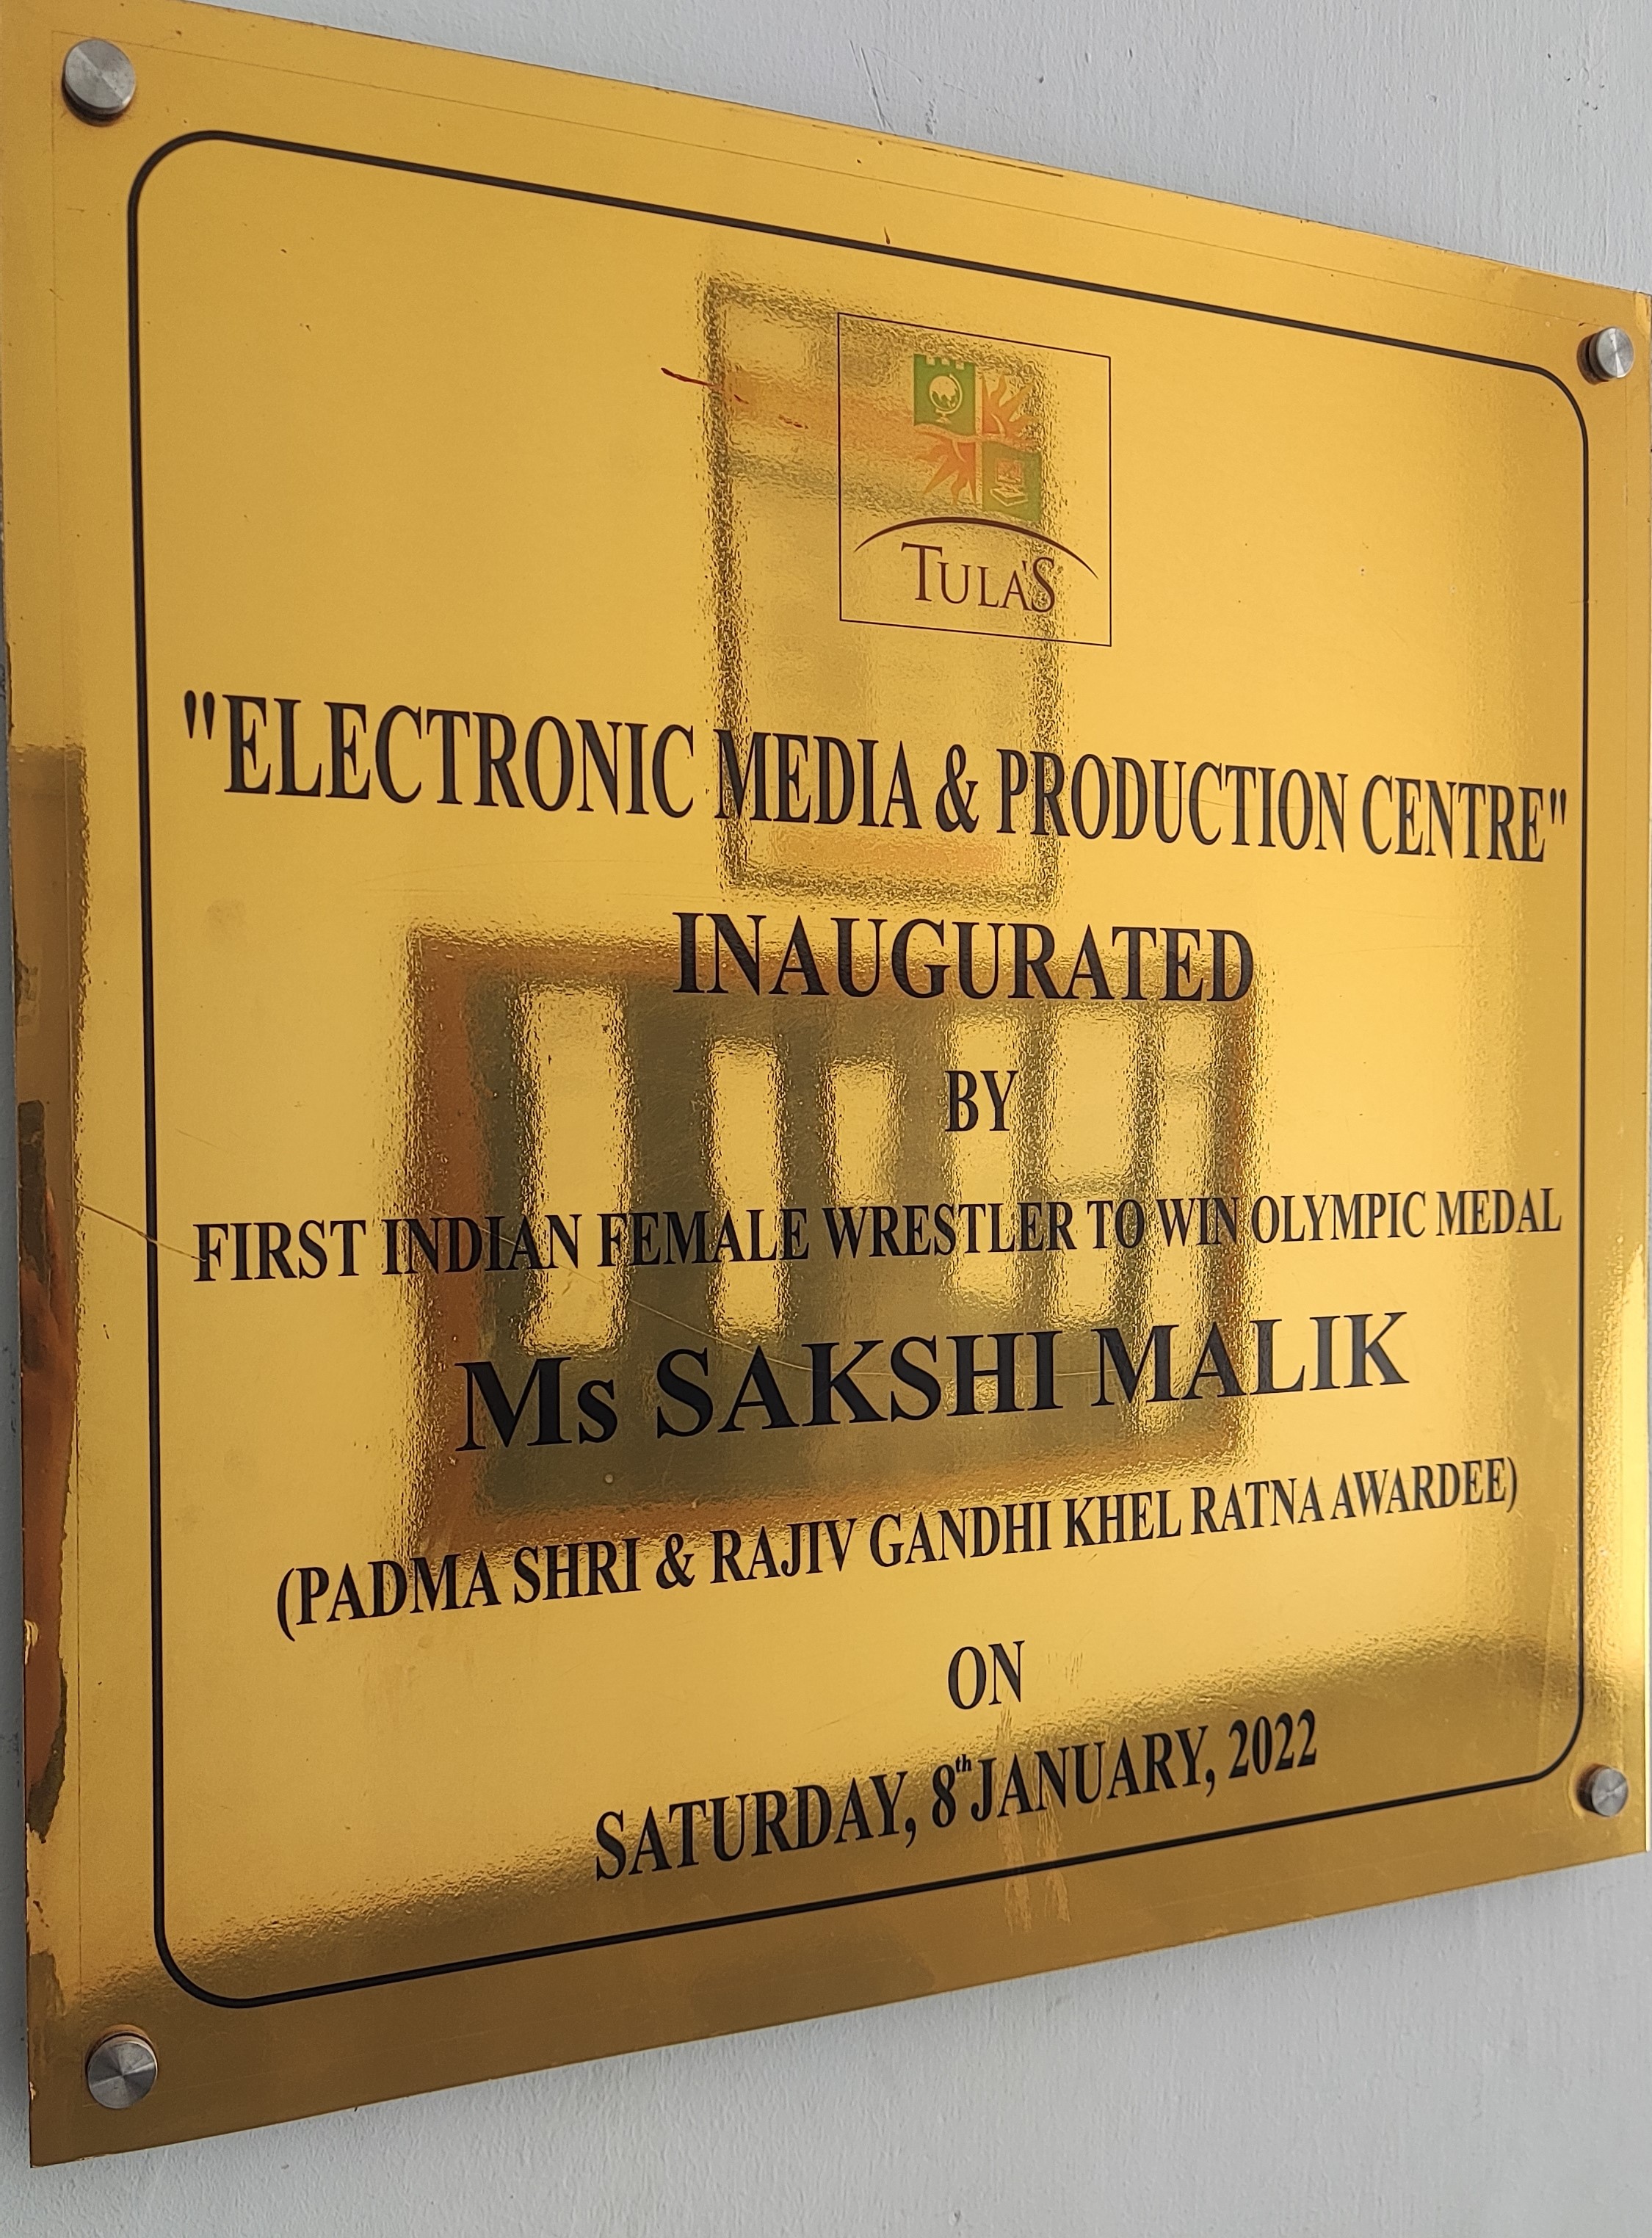 TULA'S
"ELECTRONIC MEDIA & PRODUCTION CENTRE"
INAUGURATED
BY
FIRST INDIAN FEMALE WRESTLER TO WIN OLYMPIC MEDAL
Ms SAKSHI MALIK
(PADMA SHRI & RAJIV GANDHI KHEL RATNA AWARDEE)
ON
SATURDAY, 8th JANUARY, 2022